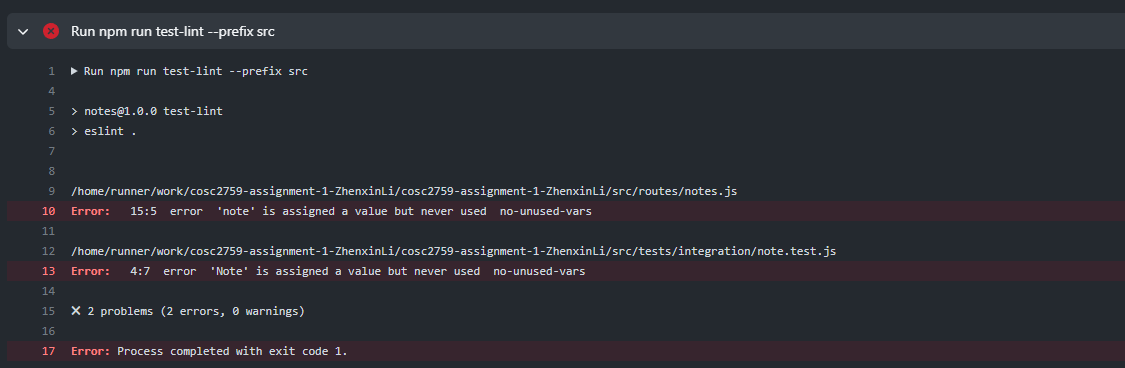 Run npm run test-lint --prefix src
1 ▶ Run npm run test-lint --prefix src
4
5 > notes@1.0.0 test-lint
6 > eslint .
7
8
9 /home/runner/work/cosc2759-assignment-1-ZhenxinLi/cosc2759-assignment-1-ZhenxinLi/src/routes/notes.js
10 Error:   15:5  error  'note' is assigned a value but never used  no-unused-vars
11
12 /home/runner/work/cosc2759-assignment-1-ZhenxinLi/cosc2759-assignment-1-ZhenxinLi/src/tests/integration/note.test.js
13 Error:   4:7  error  'Note' is assigned a value but never used  no-unused-vars
14
15 ✖ 2 problems (2 errors, 0 warnings)
16
17 Error: Process completed with exit code 1.